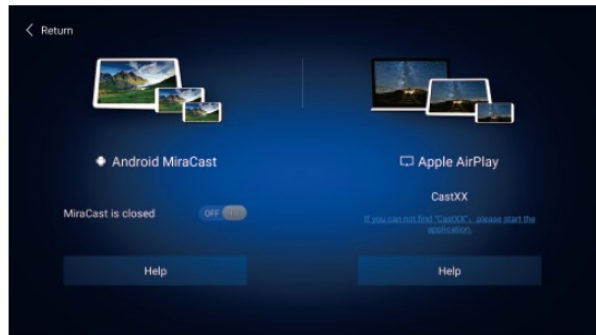 Return
Android MiraCast
Apple AirPlay
CastXX
MiraCast is closed
OFF
If you can not find "CastXX", please start the
application.
Help
Help